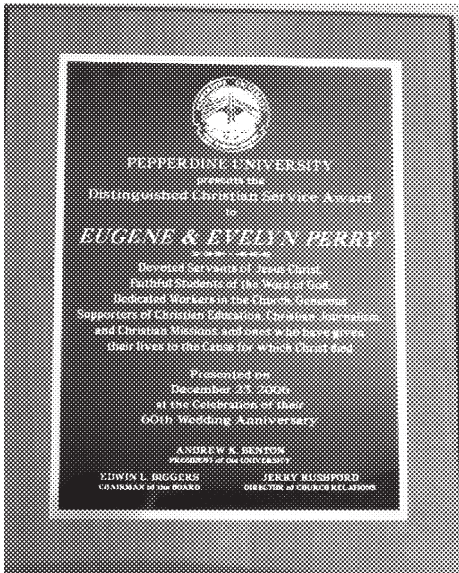 PEPPERDINE UNIVERSITY
presents the
Distinguished Christian Service Award
to
EUGENE & EVELYN PERRY
Devoted Servants of Jesus Christ
Faithful Students of the Word of God
Dedicated Workers in the Church, Generous
Supporters of Christian Education, Christian Journalism
and Christian Missions who have given
their lives to the Cause for which Christ died
Presented on
December 23, 2000
at the Celebration of their
60th Wedding Anniversary
ANDREW K. BENTON
PRESIDENT of the UNIVERSITY
EDWIN L. BIGGERS
CHAIRMAN of the BOARD
JERRY RUSHFORD
DIRECTOR of CHURCH RELATIONS